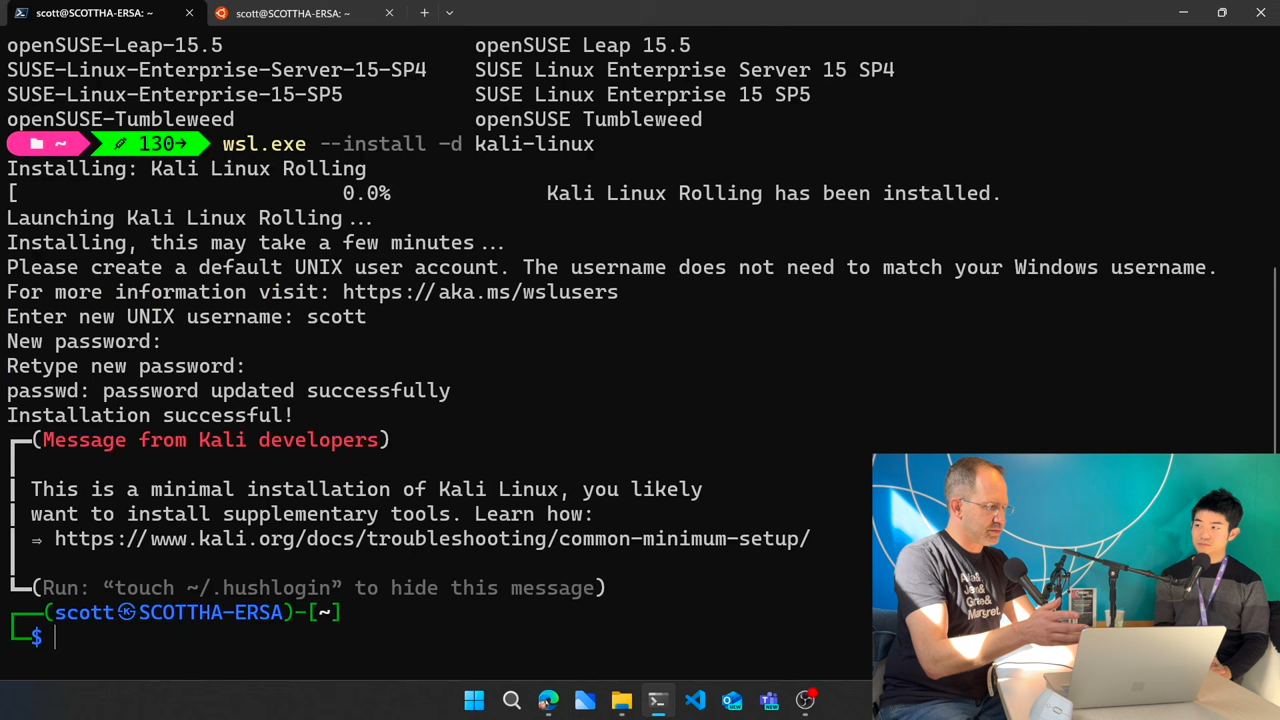 scott@SCOTTHA-ERSA: ~
scott@SCOTTHA-ERSA: ~
openSUSE-Leap-15.5 openSUSE Leap 15.5
SUSE-Linux-Enterprise-Server-15-SP4 SUSE Linux Enterprise Server 15 SP4
SUSE-Linux-Enterprise-15-SP5 SUSE Linux Enterprise 15 SP5
openSUSE-Tumbleweed openSUSE Tumbleweed
~ 130→ wsl.exe --install -d kali-linux
Installing: Kali Linux Rolling
[ 0.0% Kali Linux Rolling has been installed.
Launching Kali Linux Rolling...
Installing, this may take a few minutes...
Please create a default UNIX user account. The username does not need to match your Windows username.
For more information visit: https://aka.ms/wslusers
Enter new UNIX username: scott
New password:
Retype new password:
passwd: password updated successfully
Installation successful!
(Message from Kali developers)
This is a minimal installation of Kali Linux, you likely
want to install supplementary tools. Learn how:
⇒ https://www.kali.org/docs/troubleshooting/common-minimum-setup/
(Run: “touch ~/.hushlogin” to hide this message)
(scott㉿SCOTTHA-ERSA)-[~]
$